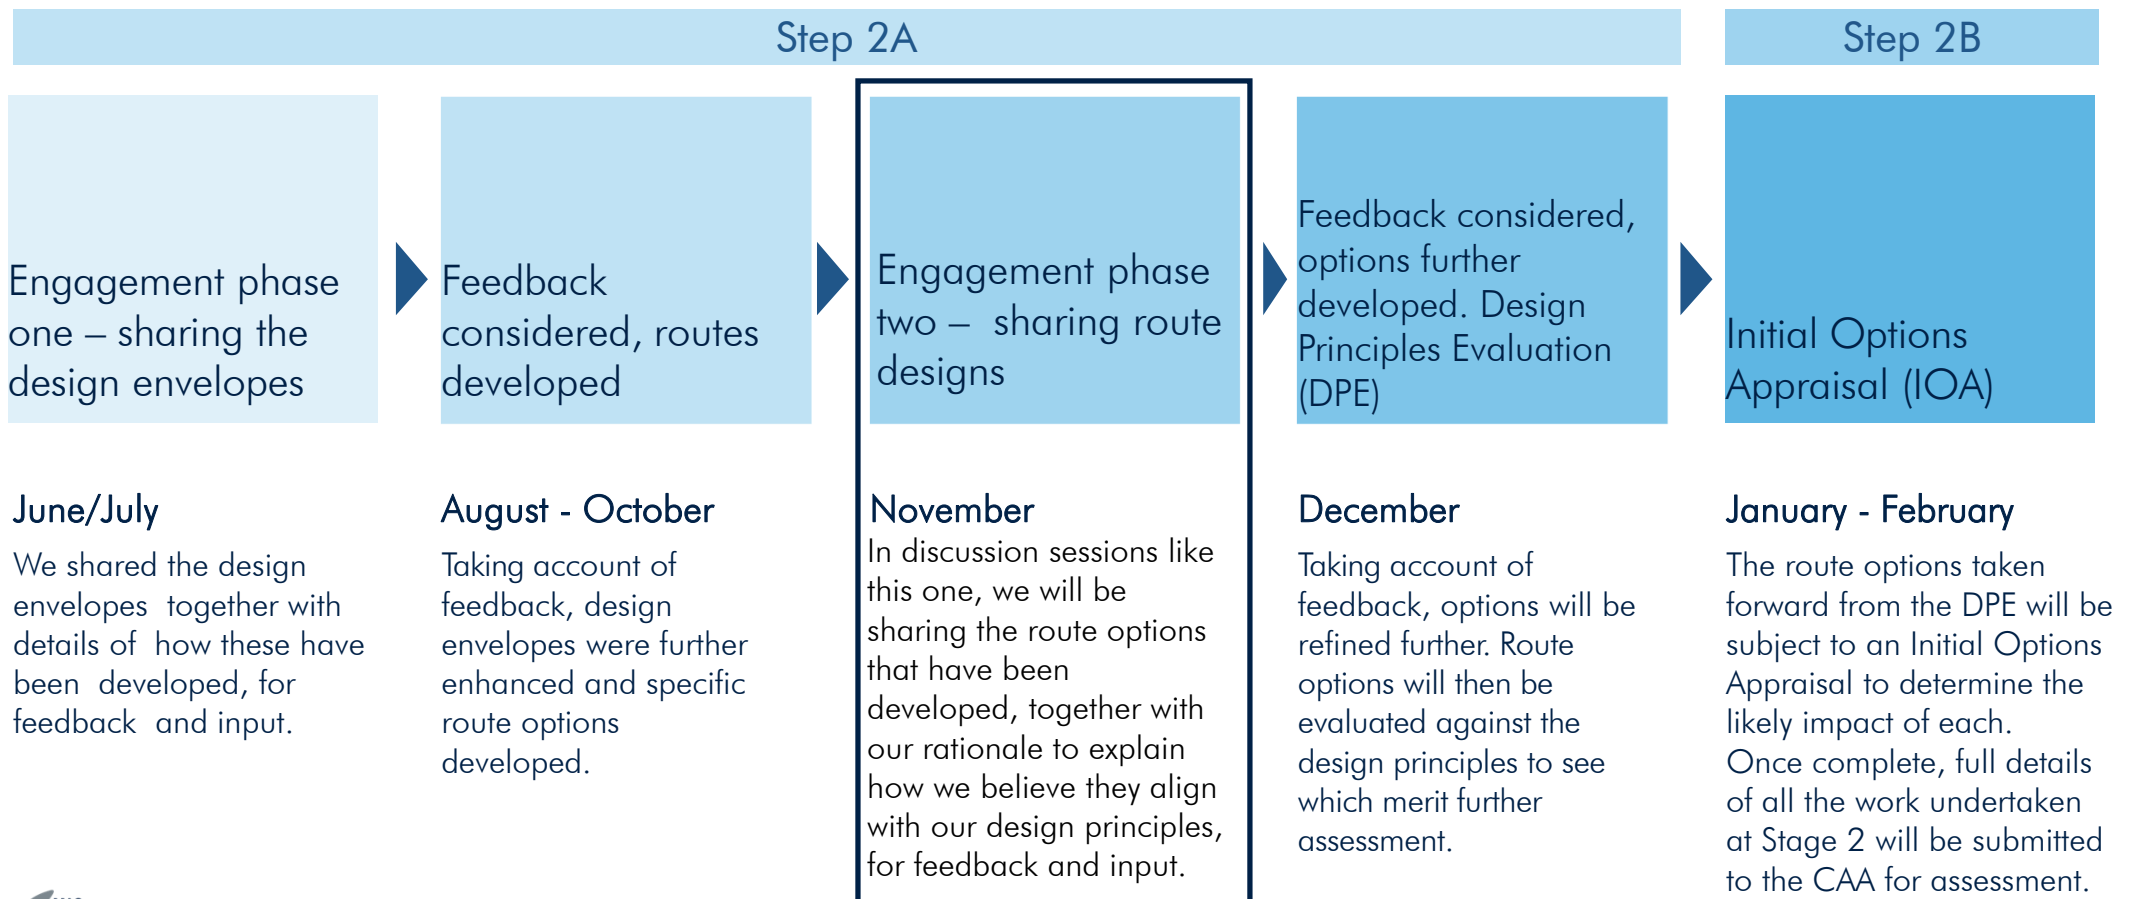 Step 2A
Step 2B
Engagement phase
one – sharing the
design envelopes
Feedback
considered, routes
developed
Engagement phase
two – sharing route
designs
Feedback considered,
options further
developed. Design
Principles Evaluation
(DPE)
Initial Options
Appraisal (IOA)
June/July
We shared the design
envelopes together with
details of how these have
been developed, for
feedback and input.
August - October
Taking account of
feedback, design
envelopes were further
enhanced and specific
route options
developed.
November
In discussion sessions like
this one, we will be
sharing the route options
that have been
developed, together with
our rationale to explain
how we believe they align
with our design principles,
for feedback and input.
December
Taking account of
feedback, options will be
refined further. Route
options will then be
evaluated against the
design principles to see
which merit further
assessment.
January - February
The route options taken
forward from the DPE will be
subject to an Initial Options
Appraisal to determine the
likely impact of each.
Once complete, full details
of all the work undertaken
at Stage 2 will be submitted
to the CAA for assessment.